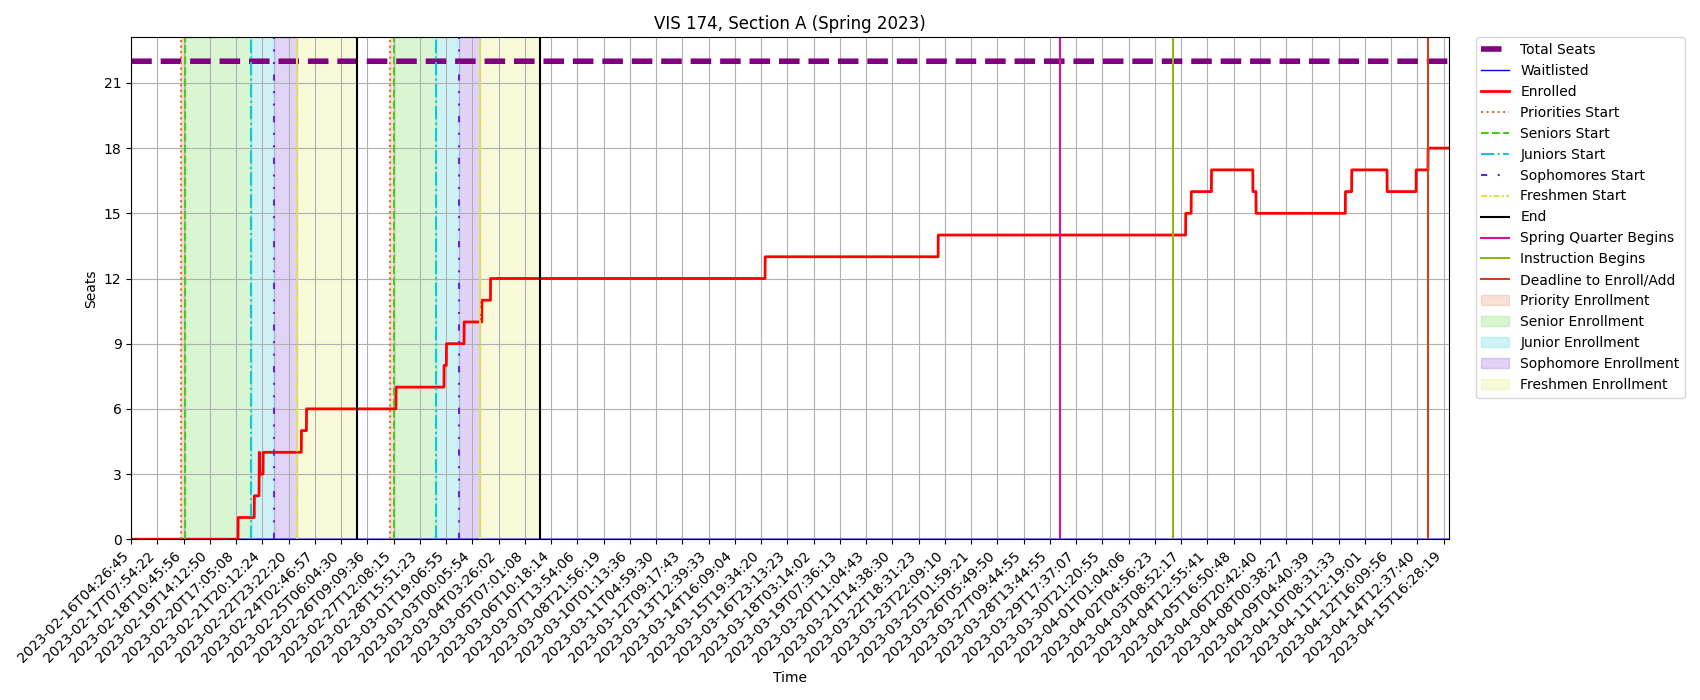 VIS 174, Section A (Spring 2023)
Total Seats
Waitlisted
Enrolled
Priorities Start
Seniors Start
Juniors Start
Sophomores Start
Freshmen Start
End
Spring Quarter Begins
Instruction Begins
Deadline to Enroll/Add
Priority Enrollment
Senior Enrollment
Junior Enrollment
Sophomore Enrollment
Freshmen Enrollment
Seats
21
18
15
12
9
6
3
0
2023-02-16T04:26:45
2023-02-17T07:54:22
2023-02-18T10:45:56
2023-02-19T14:12:50
2023-02-20T17:05:08
2023-02-21T20:12:24
2023-02-22T23:22:20
2023-02-24T02:46:57
2023-02-25T06:04:30
2023-02-26T09:09:36
2023-02-27T12:08:15
2023-02-28T15:51:23
2023-03-01T19:06:55
2023-03-03T00:05:54
2023-03-04T03:26:02
2023-03-05T07:01:08
2023-03-06T10:18:14
2023-03-07T13:54:06
2023-03-08T21:56:19
2023-03-10T01:13:36
2023-03-11T04:59:30
2023-03-12T09:17:43
2023-03-13T12:39:33
2023-03-14T16:09:04
2023-03-15T19:34:20
2023-03-16T23:13:23
2023-03-18T03:14:02
2023-03-19T07:36:13
2023-03-20T11:04:43
2023-03-21T14:38:30
2023-03-22T18:31:23
2023-03-23T22:09:10
2023-03-25T01:59:21
2023-03-26T05:49:50
2023-03-27T09:44:55
2023-03-28T13:44:55
2023-03-29T17:37:07
2023-03-30T21:20:55
2023-04-01T01:04:06
2023-04-02T04:56:23
2023-04-03T08:52:17
2023-04-04T12:55:41
2023-04-05T16:50:48
2023-04-06T20:42:40
2023-04-08T00:38:27
2023-04-09T04:40:39
2023-04-10T08:31:33
2023-04-11T12:19:01
2023-04-12T16:09:56
2023-04-14T12:37:40
2023-04-15T16:28:19
Time